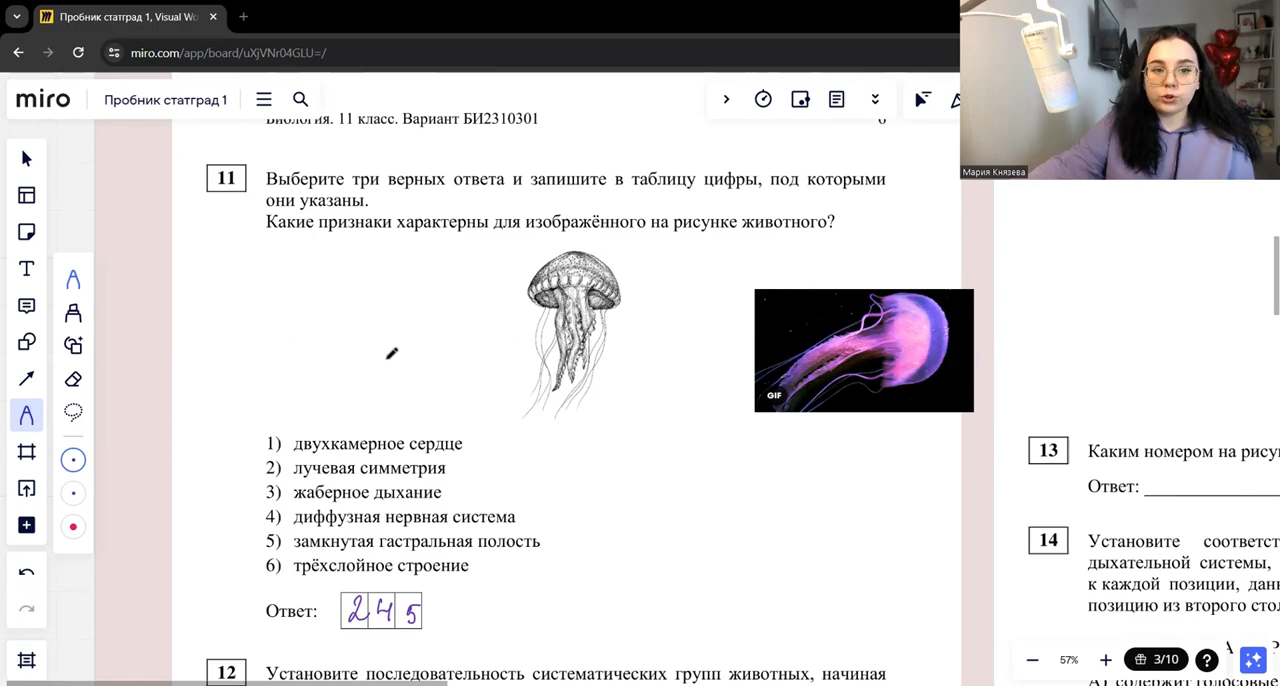 Пробник статград 1, Visual Wo
miro.com/app/board/uXjVNr04GLU=/
miro
Пробник статград 1
Мария Князева
Биология. 11 класс. Вариант БИ2310301
6
11
Выберите три верных ответа и запишите в таблицу цифры, под которыми
они указаны.
Какие признаки характерны для изображённого на рисунке животного?
GIF
1) двухкамерное сердце
2) лучевая симметрия
3) жаберное дыхание
4) диффузная нервная система
5) замкнутая гастральная полость
6) трёхслойное строение
Ответ: 2 4 5
12
Установите последовательность систематических групп животных, начиная
13
Каким номером на рису
Ответ:
14
Установите соответст
дыхательной системы,
к каждой позиции, дан
позицию из второго стол
А) содержит голосовые
57%
3/10